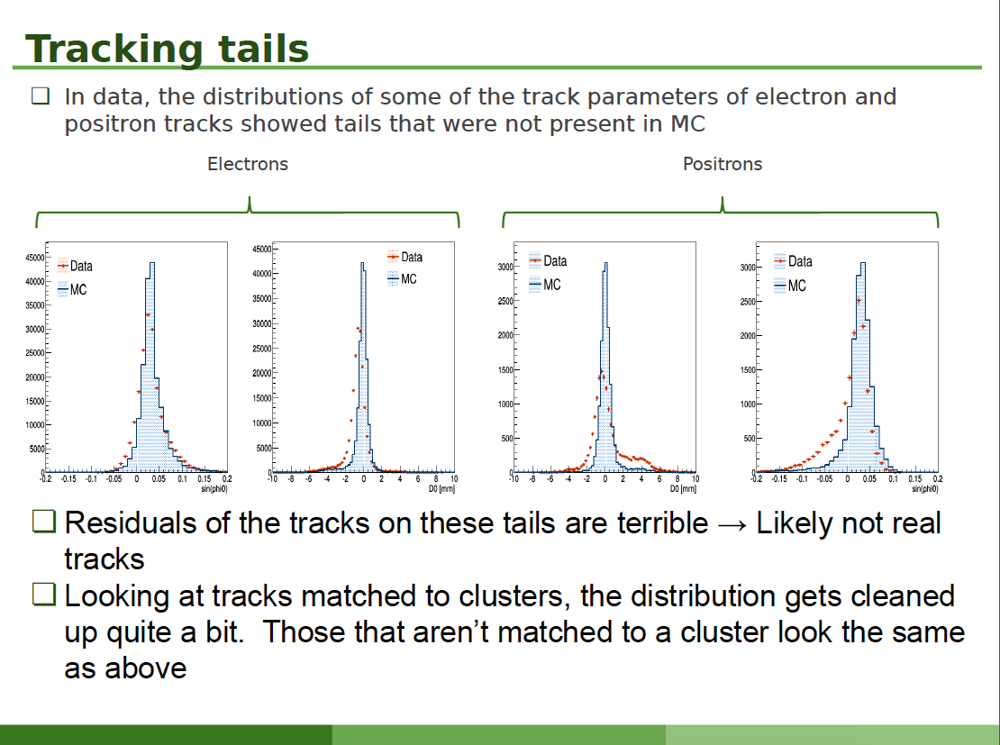 Tracking tails
❑ In data, the distributions of some of the track parameters of electron and
positron tracks showed tails that were not present in MC
Electrons
Positrons
45000
40000
35000
30000
25000
20000
15000
10000
5000
0
Data
MC
-0.2 -0.15 -0.1 -0.05 0 0.05 0.1 0.15 0.2
sin(phi0)
45000
40000
35000
30000
25000
20000
15000
10000
5000
0
Data
MC
-10 -8 -6 -4 -2 0 2 4 6 8 10
D0 [mm]
3000
2500
2000
1500
1000
500
0
Data
MC
-10 -8 -6 -4 -2 0 2 4 6 8 10
D0 [mm]
3000
2500
2000
1500
1000
500
0
Data
MC
-0.2 -0.15 -0.1 -0.05 0 0.05 0.1 0.15 0.2
sin(phi0)
❑ Residuals of the tracks on these tails are terrible → Likely not real
tracks
❑ Looking at tracks matched to clusters, the distribution gets cleaned
up quite a bit.  Those that aren’t matched to a cluster look the same
as above